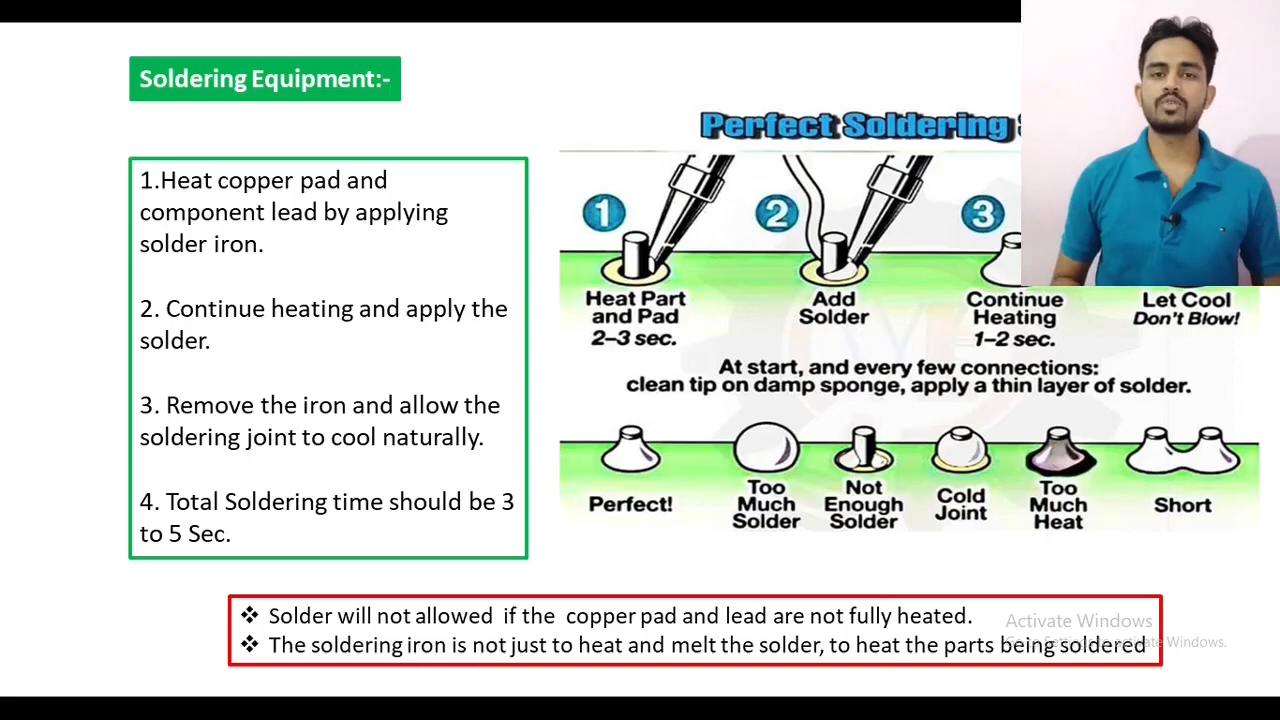 Soldering Equipment:-
1.Heat copper pad and
component lead by applying
solder iron.
2. Continue heating and apply the
solder.
3. Remove the iron and allow the
soldering joint to cool naturally.
4. Total Soldering time should be 3
to 5 Sec.
Perfect Soldering
1
2
3
Heat Part
and Pad
2–3 sec.
Add
Solder
Continue
Heating
1–2 sec.
Let Cool
Don't Blow!
At start, and every few connections:
clean tip on damp sponge, apply a thin layer of solder.
Perfect!
Too
Much
Solder
Not
Enough
Solder
Cold
Joint
Too
Much
Heat
Short
❖ Solder will not allowed if the copper pad and lead are not fully heated.
❖ The soldering iron is not just to heat and melt the solder, to heat the parts being soldered
Activate Windows
Go to Settings to activate Windows.